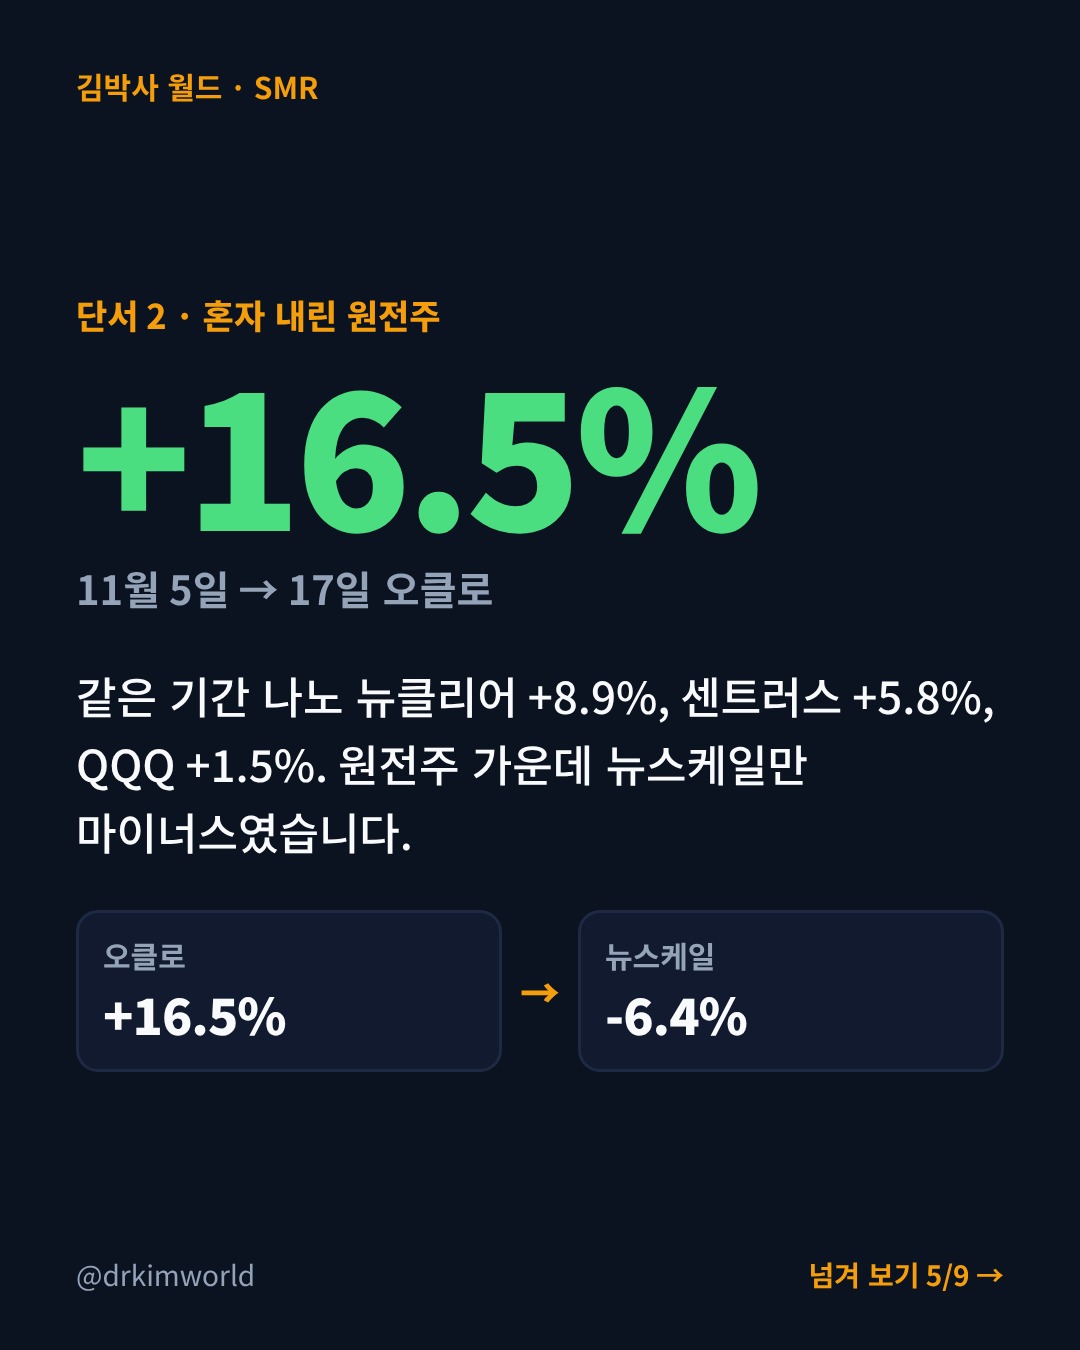 김박사 월드 · SMR
단서 2 · 혼자 내린 원전주
+16.5%
11월 5일 → 17일 오클로
같은 기간 나노 뉴클리어 +8.9%, 센트러스 +5.8%,
QQQ +1.5%. 원전주 가운데 뉴스케일만
마이너스였습니다.
오클로
+16.5%
→
뉴스케일
-6.4%
@drkimworld
넘겨 보기 5/9 →